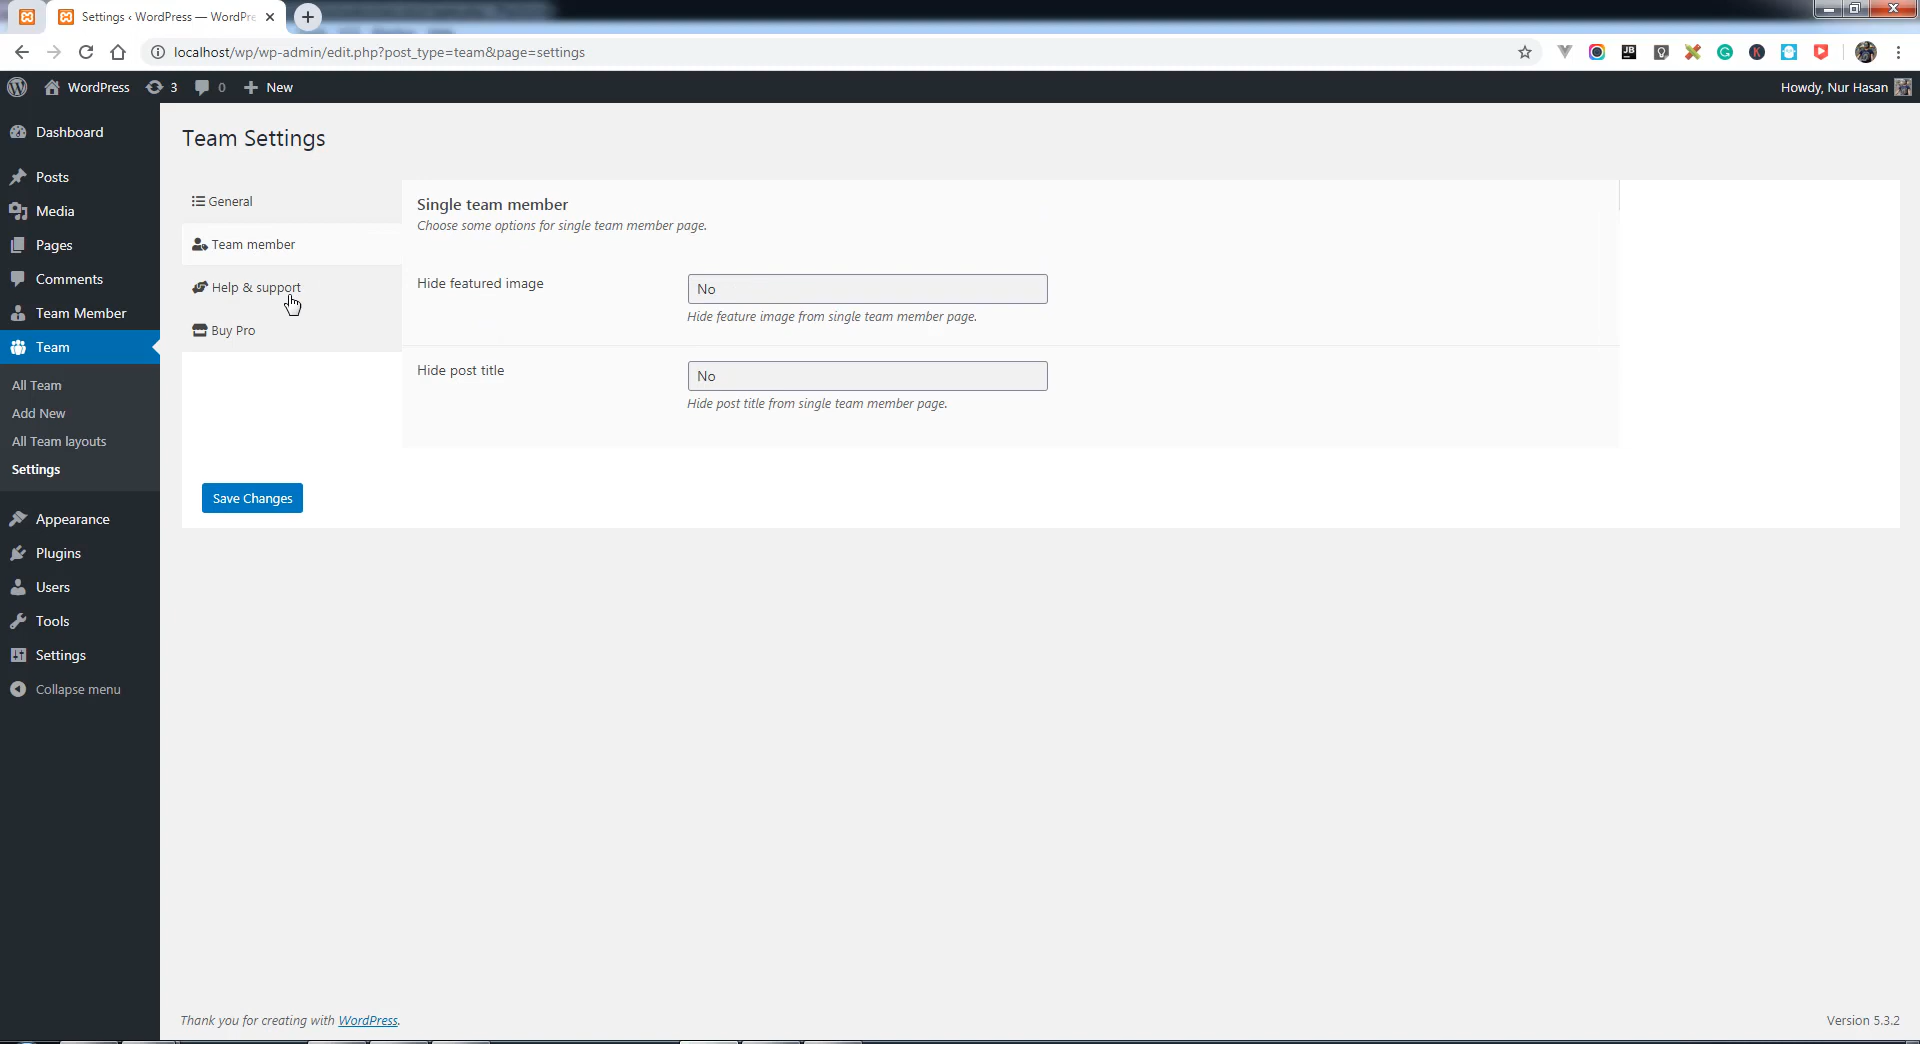 Settings ‹ WordPress — WordPre
localhost/wp/wp-admin/edit.php?post_type=team&page=settings
WordPress
3
0
New
Howdy, Nur Hasan
Dashboard
Posts
Media
Pages
Comments
Team Member
Team
All Team
Add New
All Team layouts
Settings
Appearance
Plugins
Users
Tools
Settings
Collapse menu
Team Settings
General
Team member
Help & support
Buy Pro
Single team member
Choose some options for single team member page.
Hide featured image
No
Hide feature image from single team member page.
Hide post title
No
Hide post title from single team member page.
Save Changes
Thank you for creating with WordPress.
Version 5.3.2